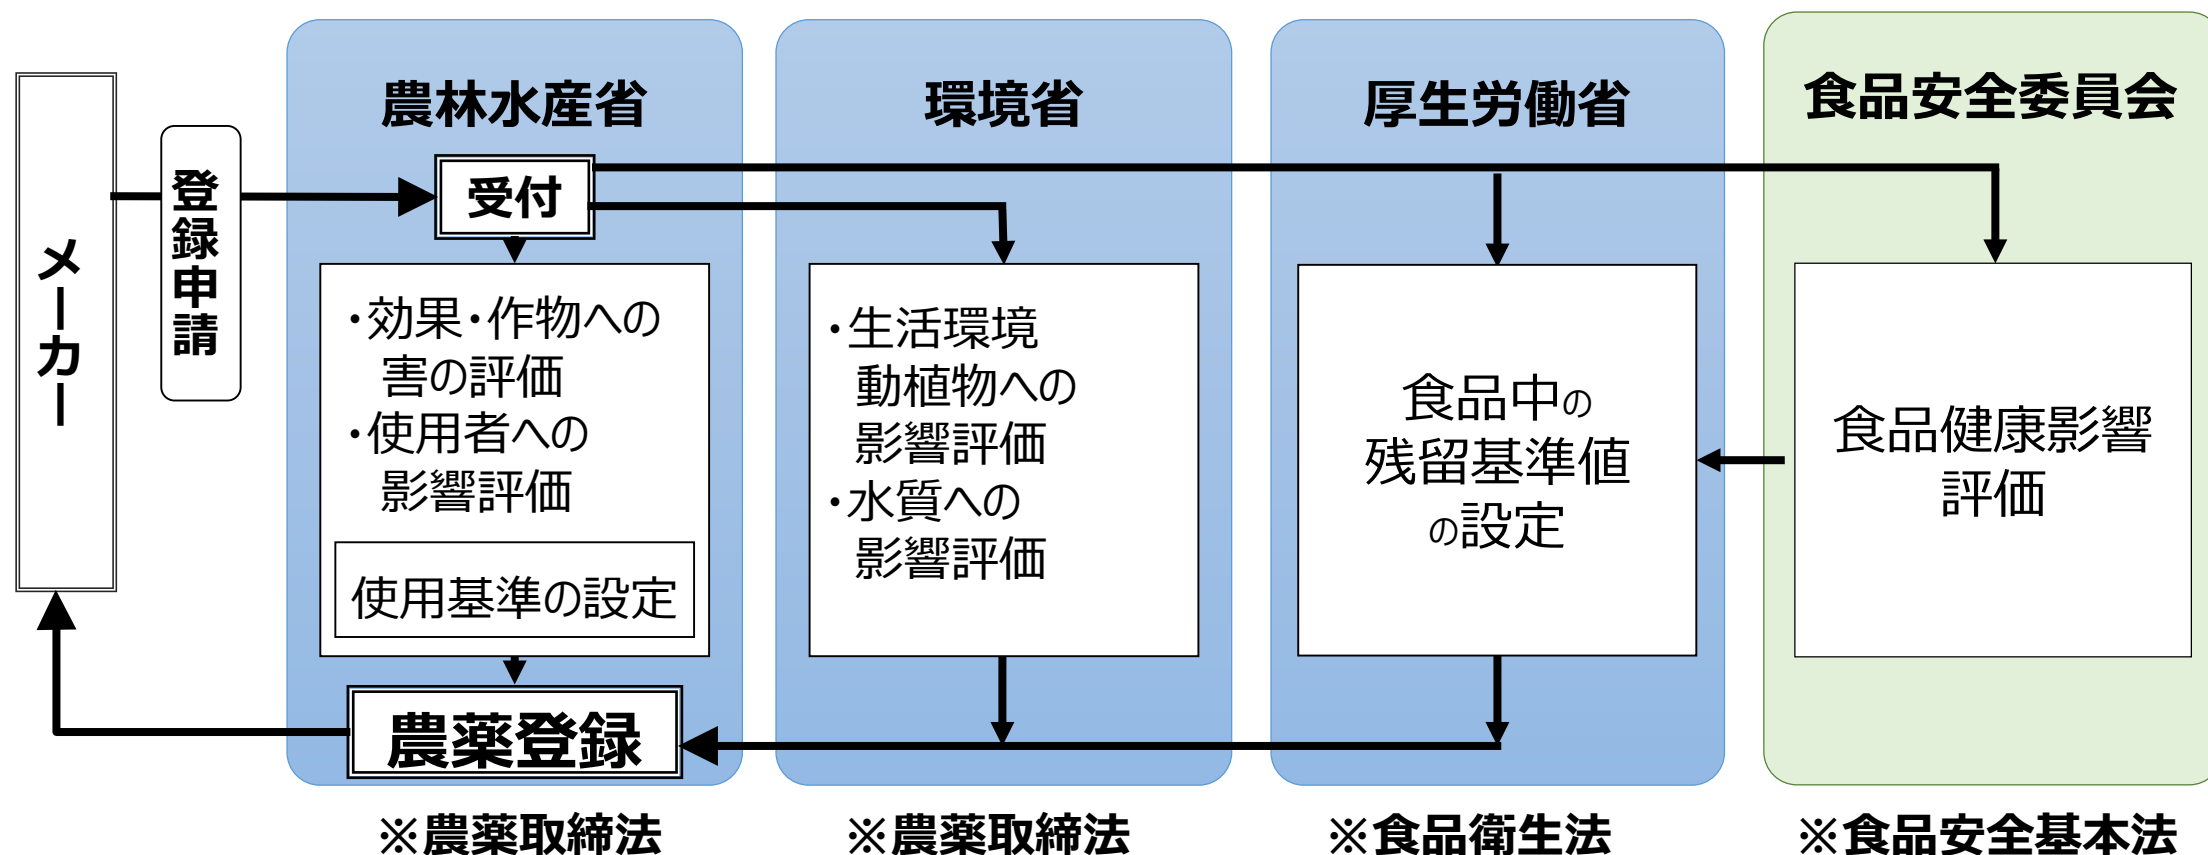 農林水産省
環境省
厚生労働省
食品安全委員会
メーカー
登録申請
受付
・効果・作物への
害の評価
・使用者への
影響評価
使用基準の設定
・生活環境
動植物への
影響評価
・水質への
影響評価
食品中の
残留基準値
の設定
食品健康影響
評価
農薬登録
※農薬取締法
※農薬取締法
※食品衛生法
※食品安全基本法